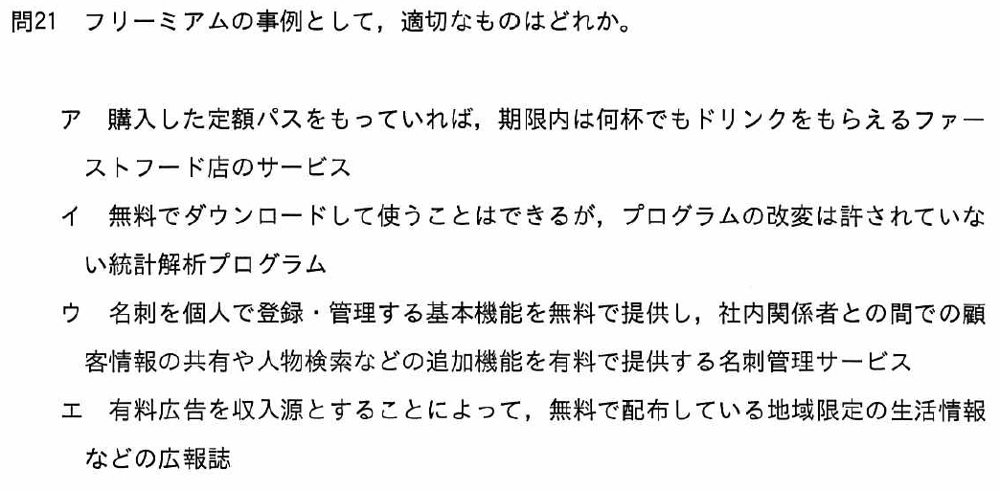 問21　フリーミアムの事例として，適切なものはどれか。
ア　購入した定額パスをもっていれば，期限内は何杯でもドリンクをもらえるファー
ストフード店のサービス
イ　無料でダウンロードして使うことはできるが，プログラムの改変は許されていな
い統計解析プログラム
ウ　名刺を個人で登録・管理する基本機能を無料で提供し，社内関係者との間での顧
客情報の共有や人物検索などの追加機能を有料で提供する名刺管理サービス
エ　有料広告を収入源とすることによって，無料で配布している地域限定の生活情報
などの広報誌